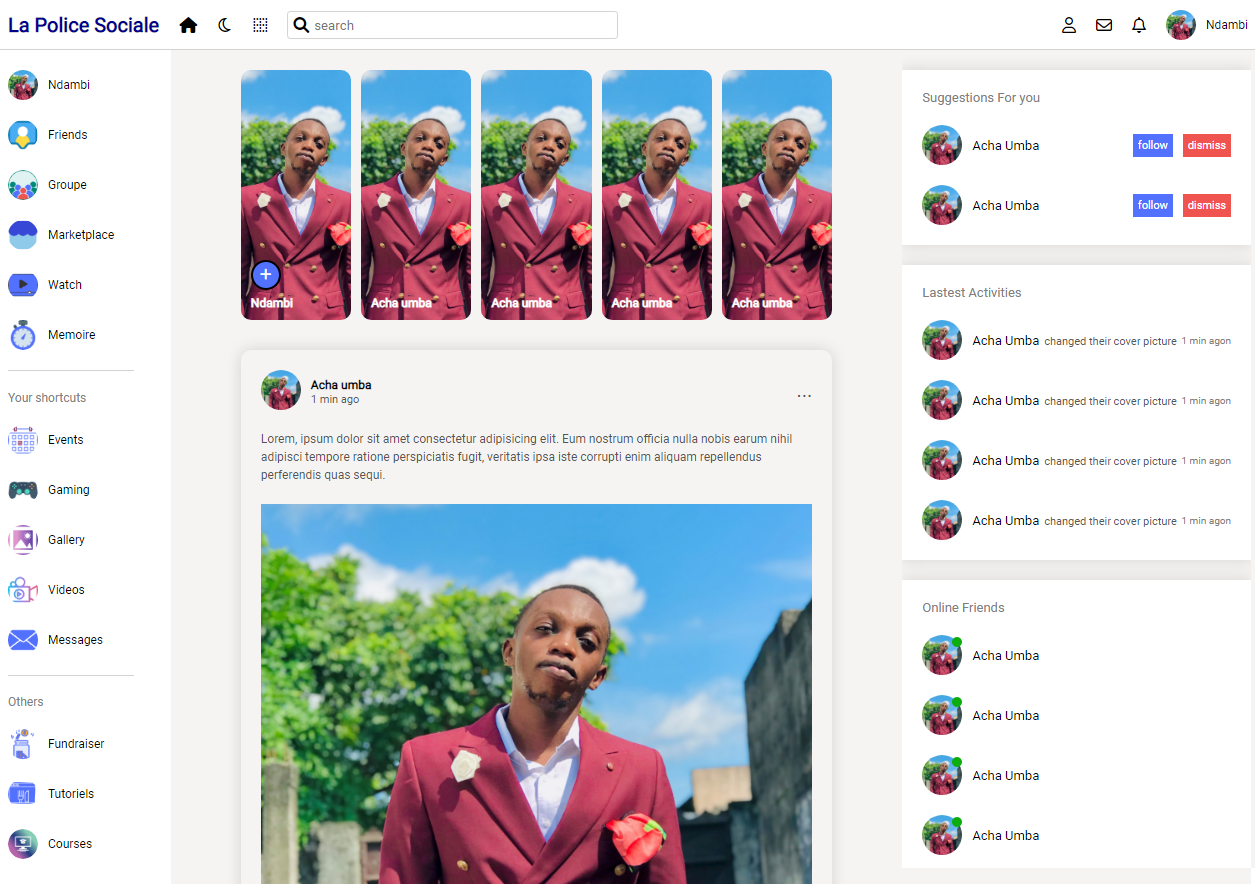 La Police Sociale
search
Ndambi
Ndambi
Friends
Groupe
Marketplace
Watch
Memoire
Your shortcuts
Events
Gaming
Gallery
Videos
Messages
Others
Fundraiser
Tutoriels
Courses
Ndambi
Acha umba
Acha umba
Acha umba
Acha umba
Acha umba
1 min ago
...
Lorem, ipsum dolor sit amet consectetur adipisicing elit. Eum nostrum officia nulla nobis earum nihil
adipisci tempore ratione perspiciatis fugit, veritatis ipsa iste corrupti enim aliquam repellendus
perferendis quas sequi.
Suggestions For you
Acha Umba follow dismiss
Acha Umba follow dismiss
Lastest Activities
Acha Umba changed their cover picture 1 min agon
Acha Umba changed their cover picture 1 min agon
Acha Umba changed their cover picture 1 min agon
Acha Umba changed their cover picture 1 min agon
Online Friends
Acha Umba
Acha Umba
Acha Umba
Acha Umba